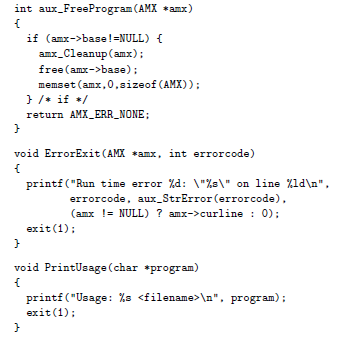 int aux_FreeProgram(AMX *amx)
{
  if (amx->base!=NULL) {
    amx_Cleanup(amx);
    free(amx->base);
    memset(amx,0,sizeof(AMX));
  } /* if */
  return AMX_ERR_NONE;
}

void ErrorExit(AMX *amx, int errorcode)
{
  printf("Run time error %d: \"%s\" on line %ld\n",
         errorcode, aux_StrError(errorcode),
         (amx != NULL) ? amx->curline : 0);
  exit(1);
}

void PrintUsage(char *program)
{
  printf("Usage: %s <filename>\n", program);
  exit(1);
}